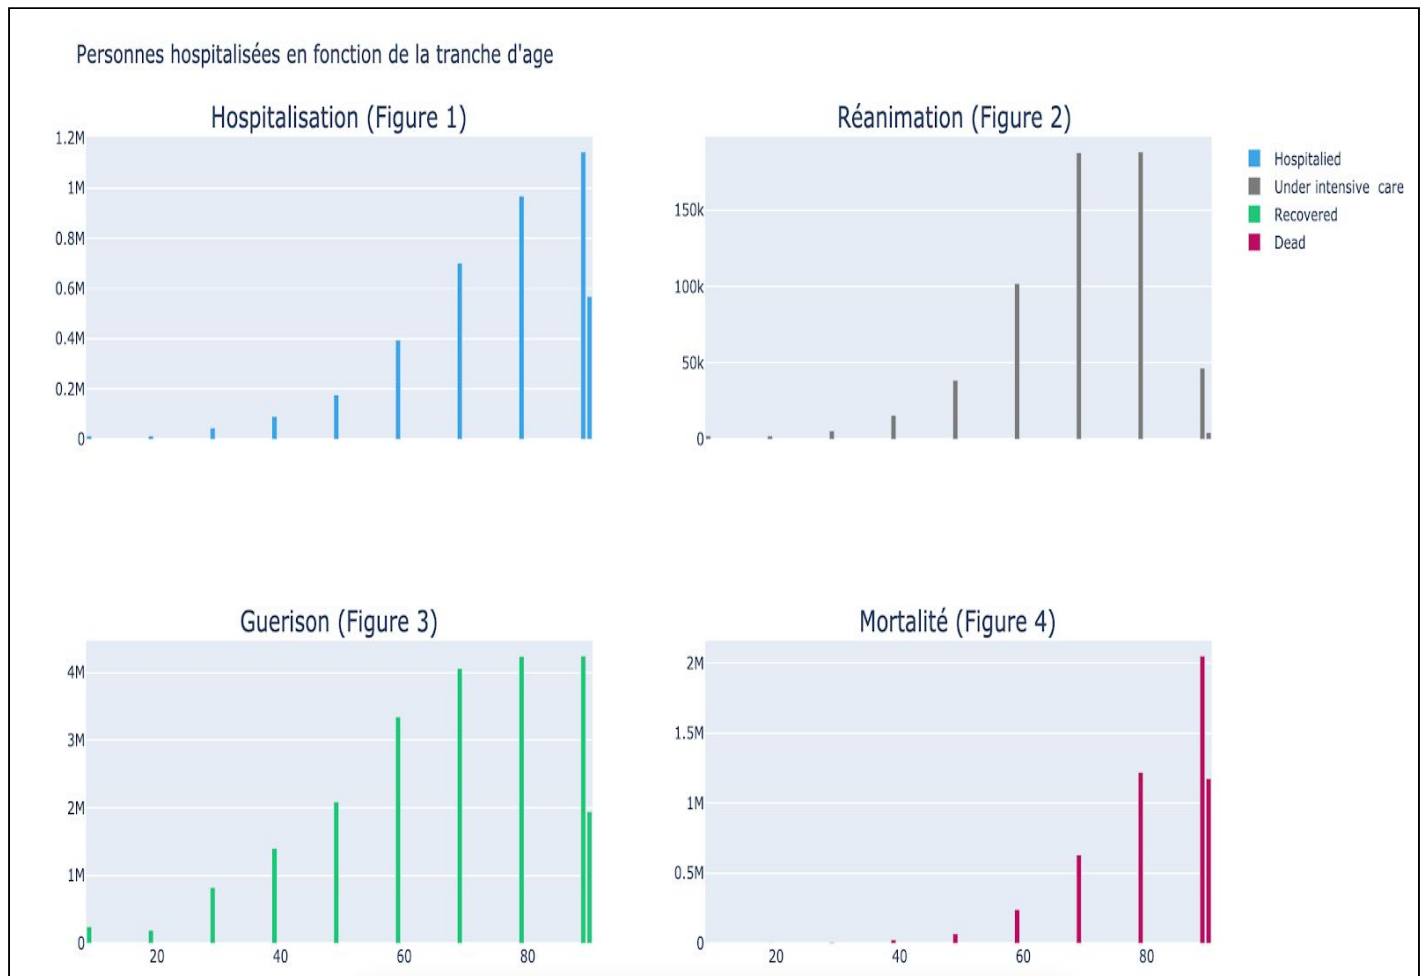 Personnes hospitalisées en fonction de la tranche d'age
Hospitalisation (Figure 1)
1.2M
1M
0.8M
0.6M
0.4M
0.2M
0
Réanimation (Figure 2)
150k
100k
50k
0
Hospitalied
Under intensive care
Recovered
Dead
Guerison (Figure 3)
4M
3M
2M
1M
0
20 40 60 80
Mortalité (Figure 4)
2M
1.5M
1M
0.5M
0
20 40 60 80